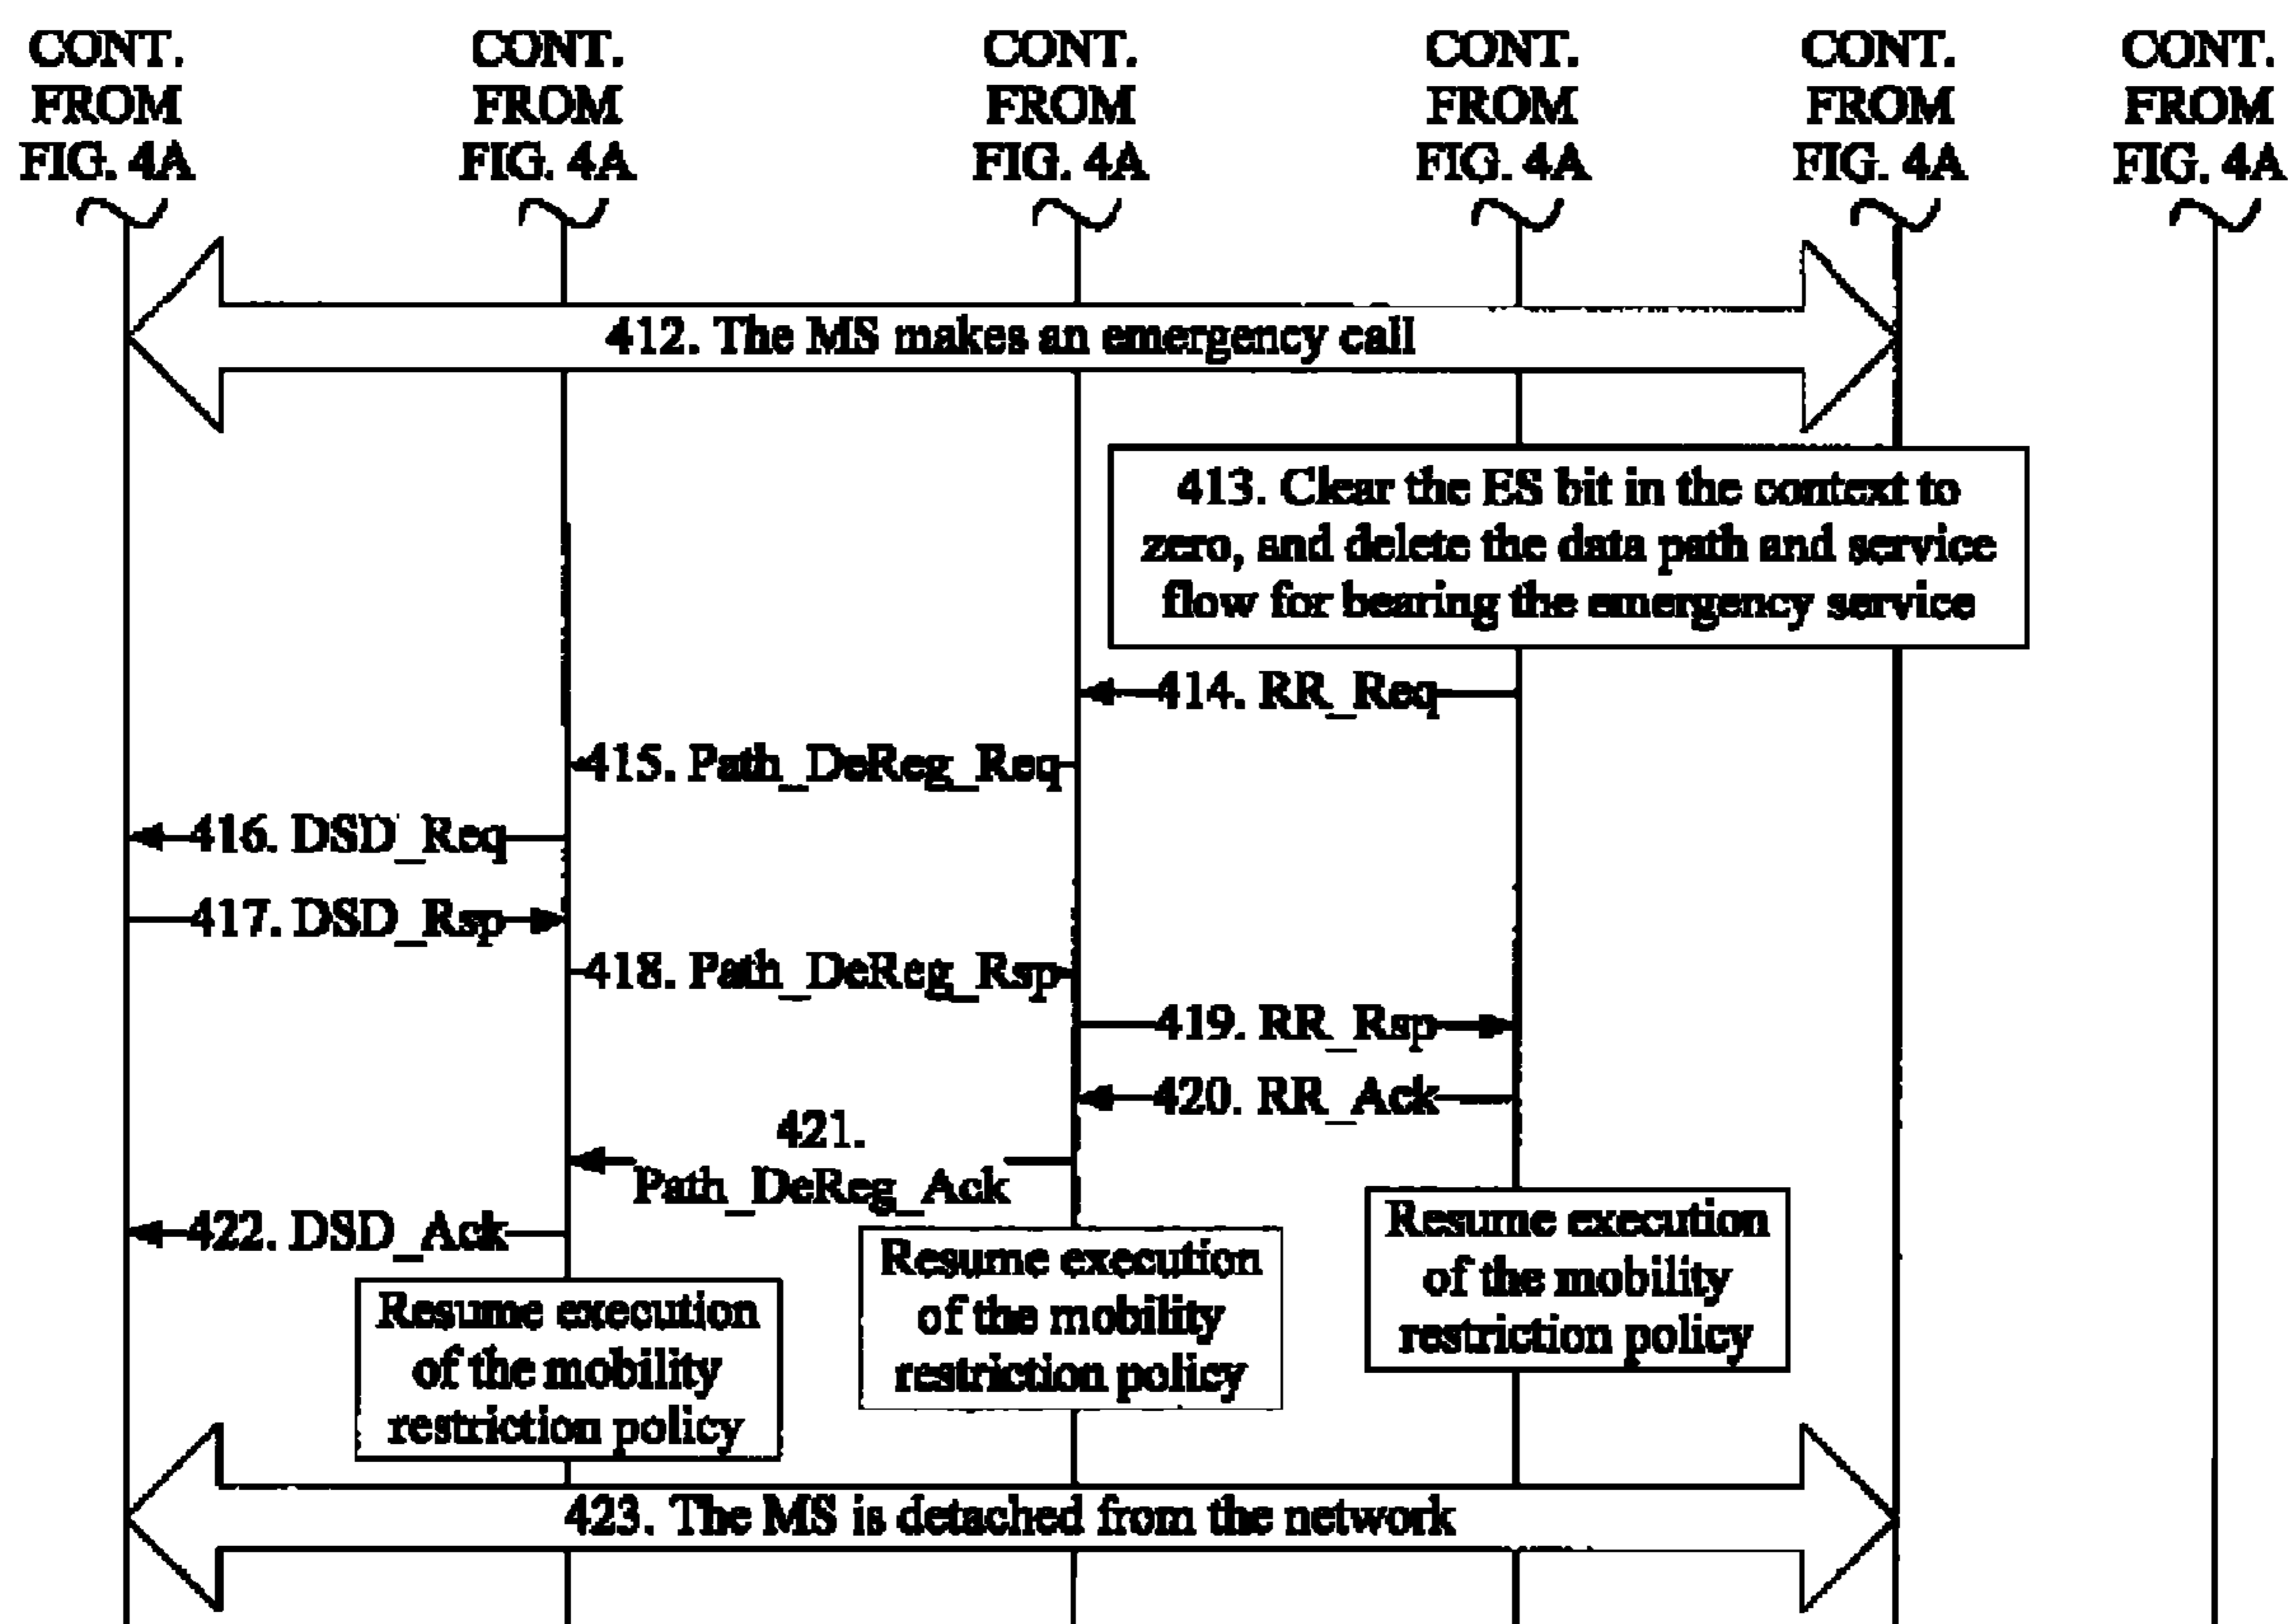 CONT.
FROM
FIG. 4A
CONT.
FROM
FIG. 4A
CONT.
FROM
FIG. 4A
CONT.
FROM
FIG. 4A
CONT.
FROM
FIG. 4A
CONT.
FROM
FIG. 4A
412. The MS makes an emergency call
413. Clear the ES bit in the context to
zero, and delete the data path and service
flow for bearing the emergency service
414. RR_Req
415. Path_DeReg_Req
416. DSD_Req
417. DSD_Rsp
418. Path_DeReg_Rsp
419. RR_Rsp
420. RR_Ack
421.
Path_DeReg_Ack
422. DSD_Ack
Resume execution
of the mobility
restriction policy
Resume execution
of the mobility
restriction policy
Resume execution
of the mobility
restriction policy
423. The MS is detached from the network